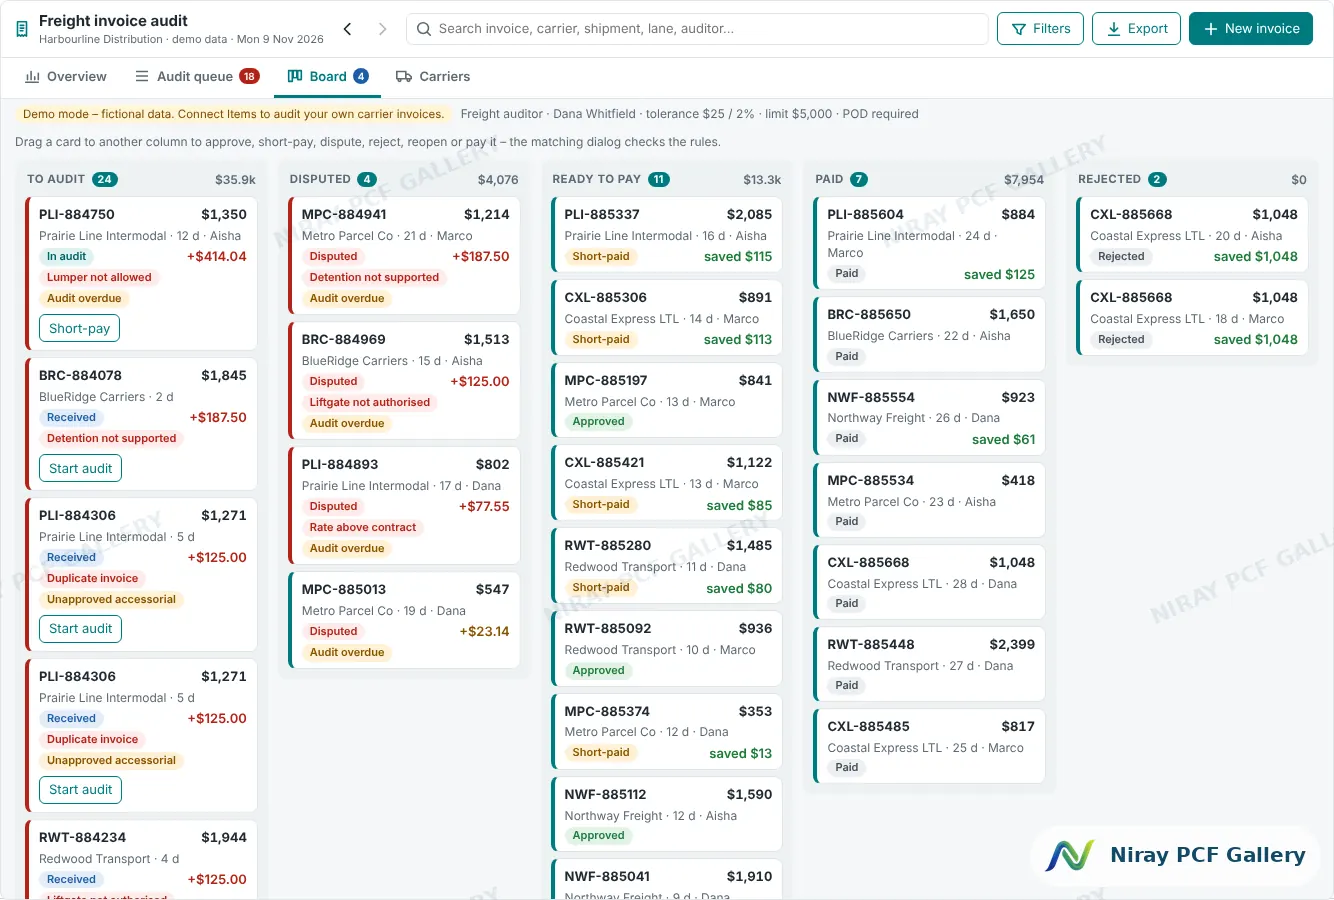 Freight invoice audit
Harbourline Distribution · demo data · Mon 9 Nov 2026
Search invoice, carrier, shipment, lane, auditor...
Filters
Export
New invoice
Overview
Audit queue 18
Board 4
Carriers
Demo mode – fictional data. Connect Items to audit your own carrier invoices.
Freight auditor · Dana Whitfield · tolerance $25 / 2% · limit $5,000 · POD required
Drag a card to another column to approve, short-pay, dispute, reject, reopen or pay it – the matching dialog checks the rules.
TO AUDIT 24 $35.9k
PLI-884750 $1,350
Prairie Line Intermodal · 12 d · Aisha
In audit +$414.04
Lumper not allowed
Audit overdue
Short-pay
BRC-884078 $1,845
BlueRidge Carriers · 2 d
Received +$187.50
Detention not supported
Start audit
PLI-884306 $1,271
Prairie Line Intermodal · 5 d
Received +$125.00
Duplicate invoice
Unapproved accessorial
Start audit
PLI-884306 $1,271
Prairie Line Intermodal · 5 d
Received +$125.00
Duplicate invoice
Unapproved accessorial
Start audit
RWT-884234 $1,944
Redwood Transport · 4 d
Received +$125.00
Liftgate not authorised
DISPUTED 4 $4,076
MPC-884941 $1,214
Metro Parcel Co · 21 d · Marco
Disputed +$187.50
Detention not supported
Audit overdue
BRC-884969 $1,513
BlueRidge Carriers · 15 d · Aisha
Disputed +$125.00
Liftgate not authorised
Audit overdue
PLI-884893 $802
Prairie Line Intermodal · 17 d · Dana
Disputed +$77.55
Rate above contract
Audit overdue
MPC-885013 $547
Metro Parcel Co · 19 d · Dana
Disputed +$23.14
Audit overdue
READY TO PAY 11 $13.3k
PLI-885337 $2,085
Prairie Line Intermodal · 16 d · Aisha
Short-paid saved $115
CXL-885306 $891
Coastal Express LTL · 14 d · Marco
Short-paid saved $113
MPC-885197 $841
Metro Parcel Co · 13 d · Marco
Approved
CXL-885421 $1,122
Coastal Express LTL · 13 d · Marco
Short-paid saved $85
RWT-885280 $1,485
Redwood Transport · 11 d · Dana
Short-paid saved $80
RWT-885092 $936
Redwood Transport · 10 d · Marco
Approved
MPC-885374 $353
Metro Parcel Co · 12 d · Dana
Short-paid saved $13
NWF-885112 $1,590
Northway Freight · 12 d · Aisha
Approved
NWF-885041 $1,910
Northway Freight · 9 d · Dana
PAID 7 $7,954
PLI-885604 $884
Prairie Line Intermodal · 24 d ·
Marco
Paid saved $125
BRC-885650 $1,650
BlueRidge Carriers · 22 d · Aisha
Paid
NWF-885554 $923
Northway Freight · 26 d · Dana
Paid saved $61
MPC-885534 $418
Metro Parcel Co · 23 d · Aisha
Paid
CXL-885668 $1,048
Coastal Express LTL · 28 d · Dana
Paid
RWT-885448 $2,399
Redwood Transport · 27 d · Dana
Paid
CXL-885485 $817
Coastal Express LTL · 25 d · Marco
Paid
REJECTED 2 $0
CXL-885668 $1,048
Coastal Express LTL · 20 d · Aisha
Rejected saved $1,048
CXL-885668 $1,048
Coastal Express LTL · 18 d · Marco
Rejected saved $1,048
NIRAY PCF GALLERY
NIRAY PCF GALLERY
NIRAY PCF GALLERY
Niray PCF Gallery